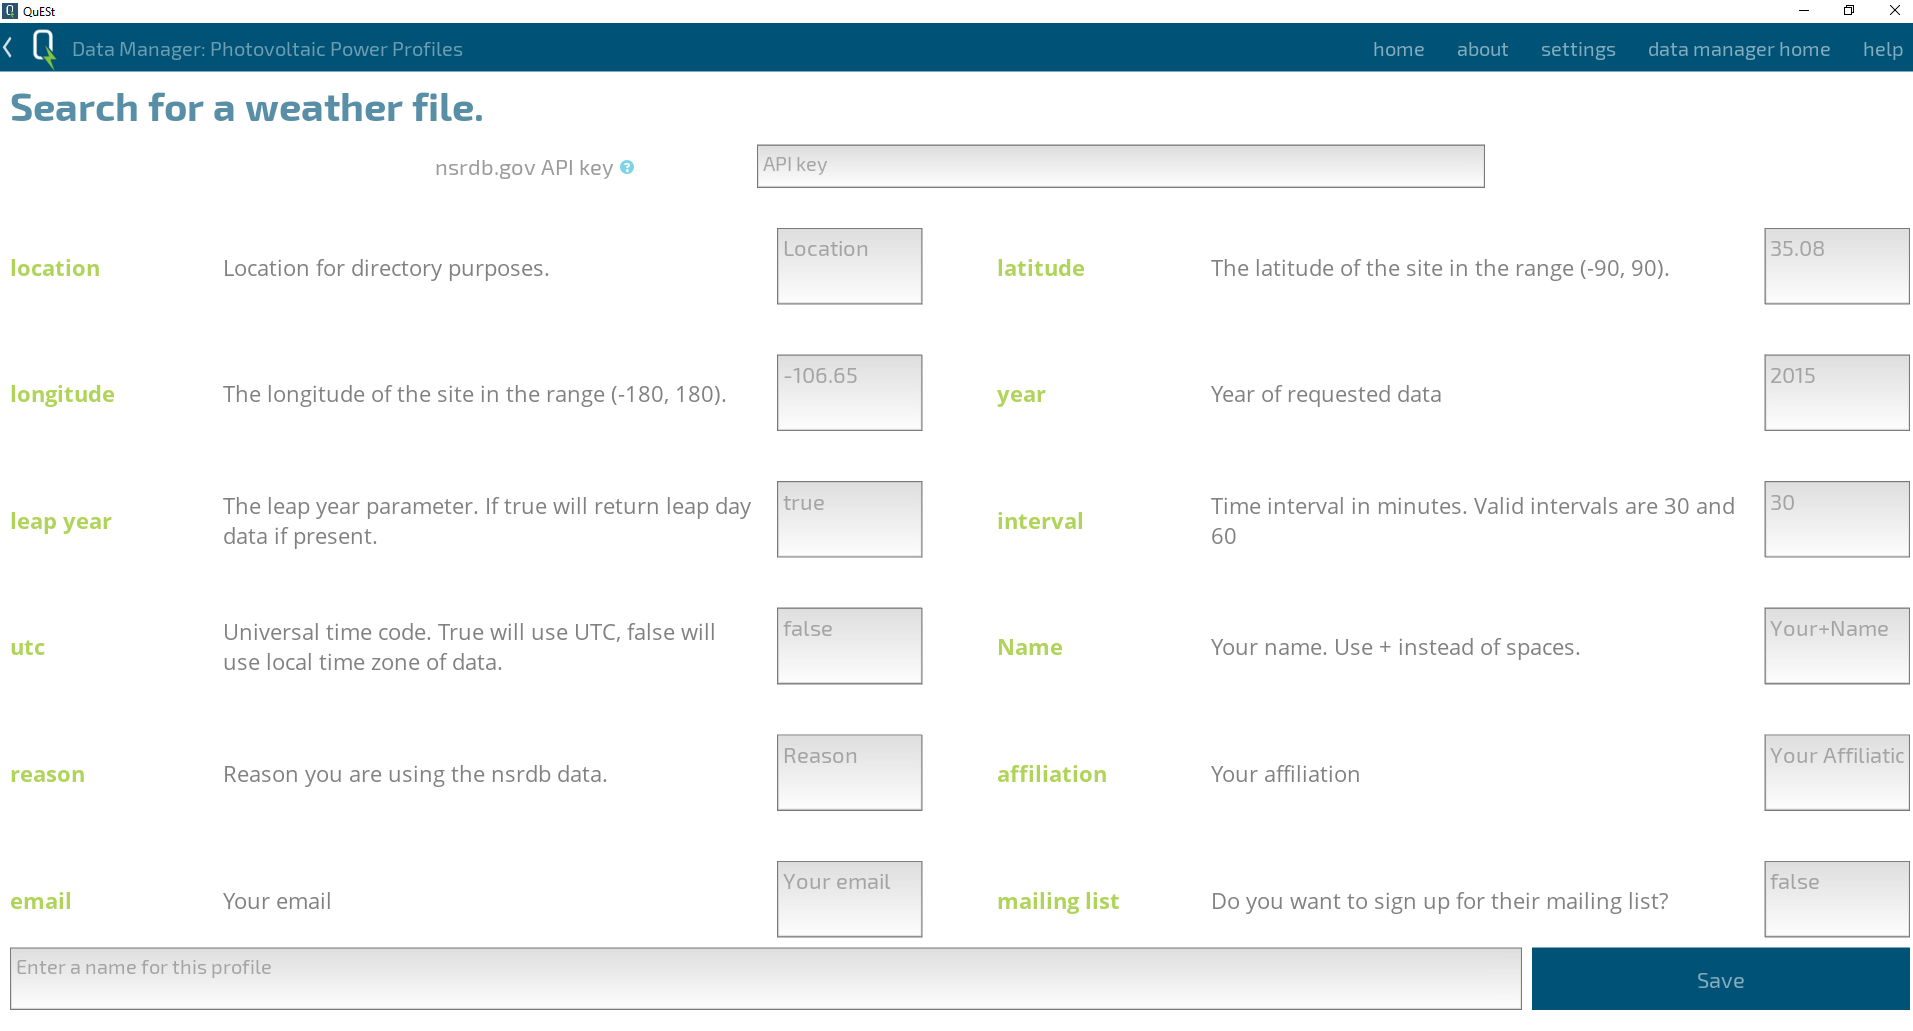 QuESt
Data Manager: Photovoltaic Power Profiles
home about settings data manager home help
Search for a weather file.
nsrdb.gov API key ?
API key
location
Location for directory purposes.
Location
latitude
The latitude of the site in the range (-90, 90).
35.08
longitude
The longitude of the site in the range (-180, 180).
-106.65
year
Year of requested data
2015
leap year
The leap year parameter. If true will return leap day
data if present.
true
interval
Time interval in minutes. Valid intervals are 30 and
60
30
utc
Universal time code. True will use UTC, false will
use local time zone of data.
false
Name
Your name. Use + instead of spaces.
Your+Name
reason
Reason you are using the nsrdb data.
Reason
affiliation
Your affiliation
Your Affiliatic
email
Your email
Your email
mailing list
Do you want to sign up for their mailing list?
false
Enter a name for this profile
Save